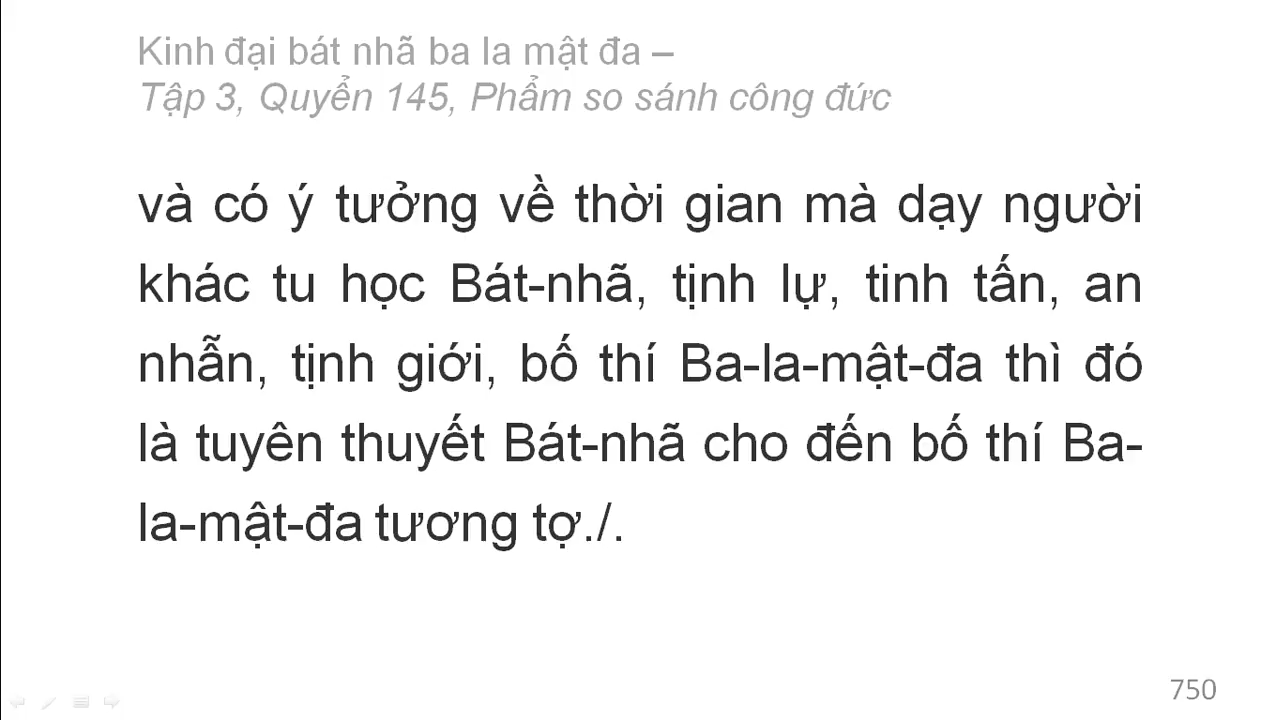 Kinh đại bát nhã ba la mật đa –
Tập 3, Quyển 145, Phẩm so sánh công đức
và có ý tưởng về thời gian mà dạy người
khác tu học Bát-nhã, tịnh lự, tinh tấn, an
nhẫn, tịnh giới, bố thí Ba-la-mật-đa thì đó
là tuyên thuyết Bát-nhã cho đến bố thí Ba-
la-mật-đa tương tợ./.
750